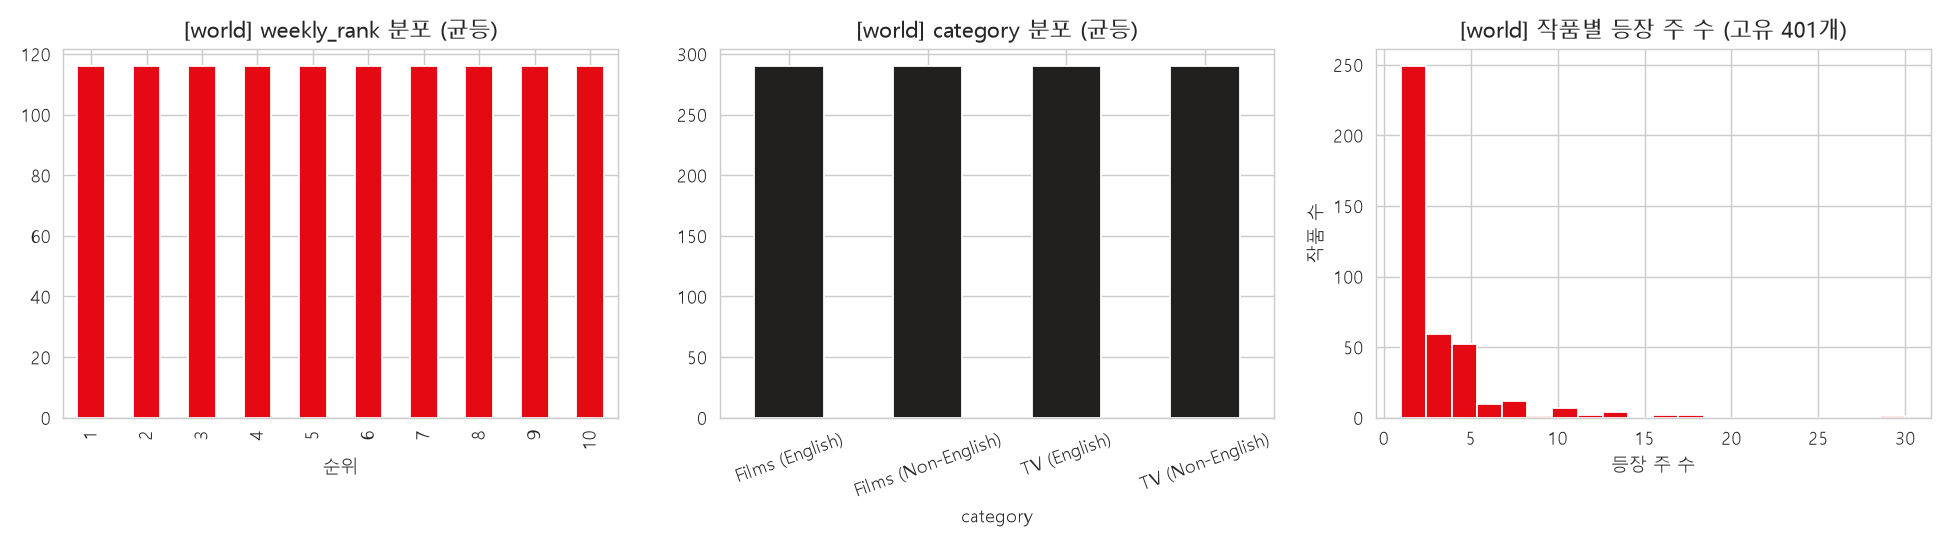 [world] weekly_rank 분포 (균등)
120
100
80
60
40
20
0
1 2 3 4 5 6 7 8 9 10
순위
[world] category 분포 (균등)
300
250
200
150
100
50
0
Films (English) Films (Non-English) TV (English) TV (Non-English)
category
[world] 작품별 등장 주 수 (고유 401개)
작품 수
250
200
150
100
50
0
0 5 10 15 20 25 30
등장 주 수